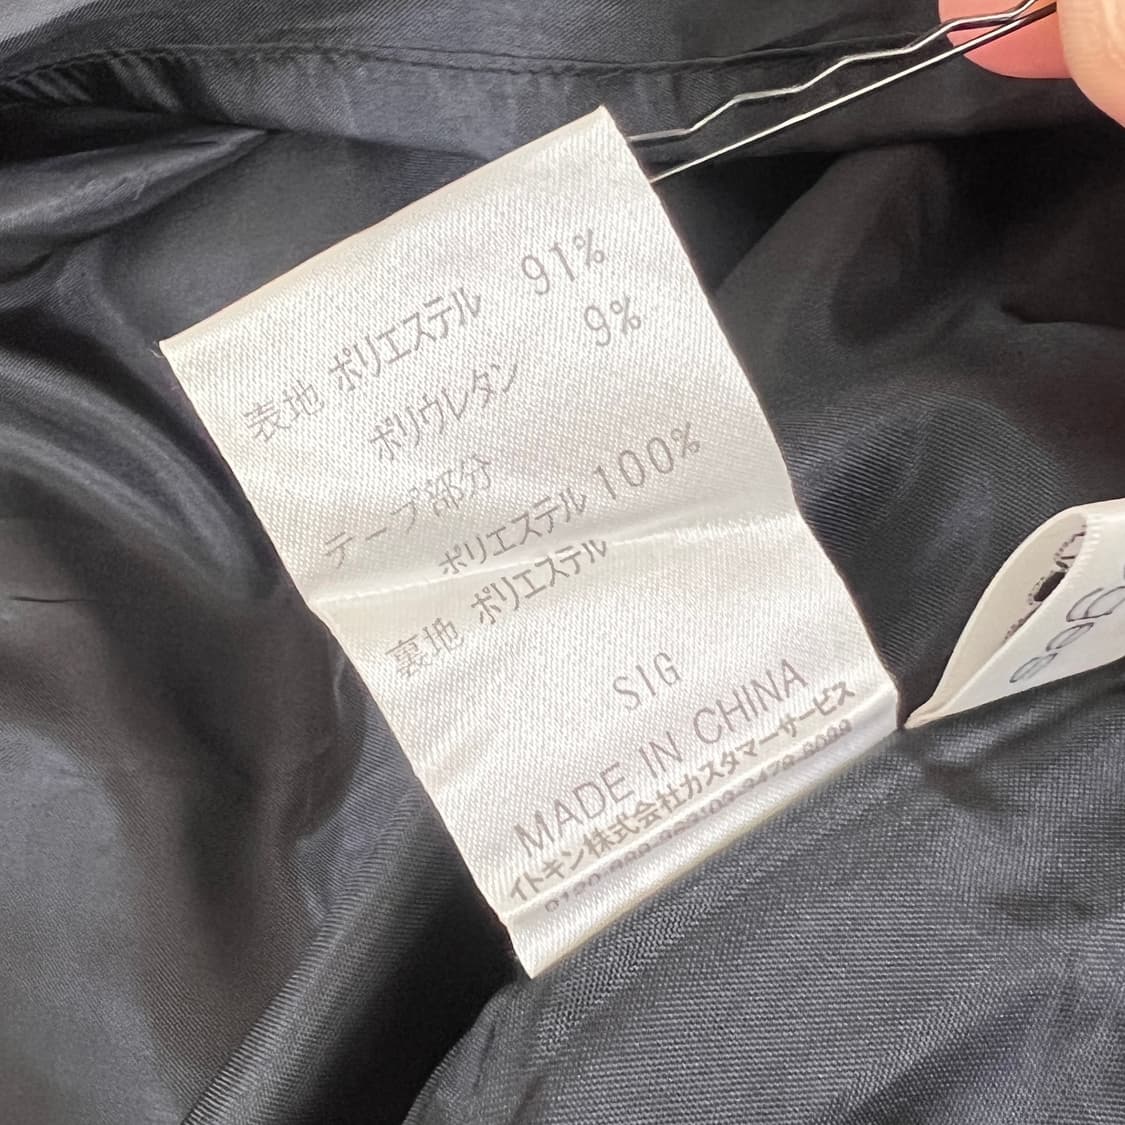 表地 ポリエステル 91%
ポリウレタン 9%
テープ部分
ポリエステル 100%
裏地 ポリエステル
SIG
MADE IN CHINA
イトキン株式会社カスタマーサービス
ges